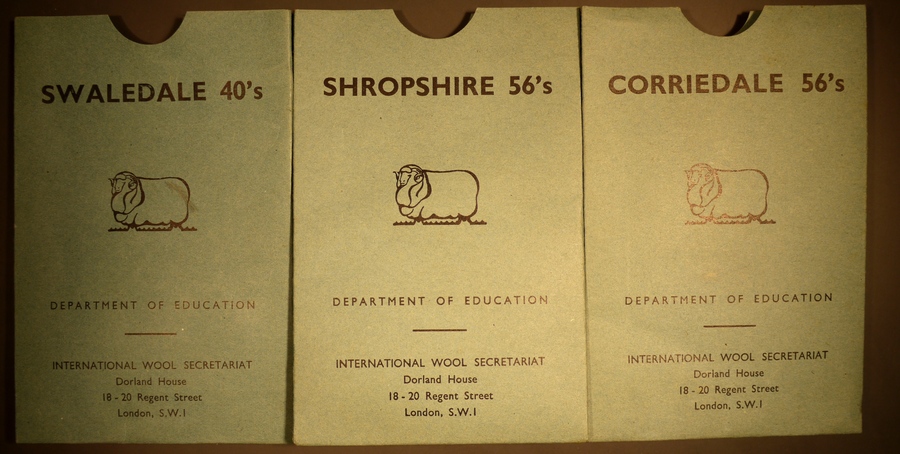 SWALEDALE 40's
DEPARTMENT OF EDUCATION
INTERNATIONAL WOOL SECRETARIAT
Dorland House
18-20 Regent Street
London, S.W.1
SHROPSHIRE 56's
DEPARTMENT OF EDUCATION
INTERNATIONAL WOOL SECRETARIAT
Dorland House
18-20 Regent Street
London, S.W.1
CORRIEDALE 56's
DEPARTMENT OF EDUCATION
INTERNATIONAL WOOL SECRETARIAT
Dorland House
18-20 Regent Street
London, S.W.1